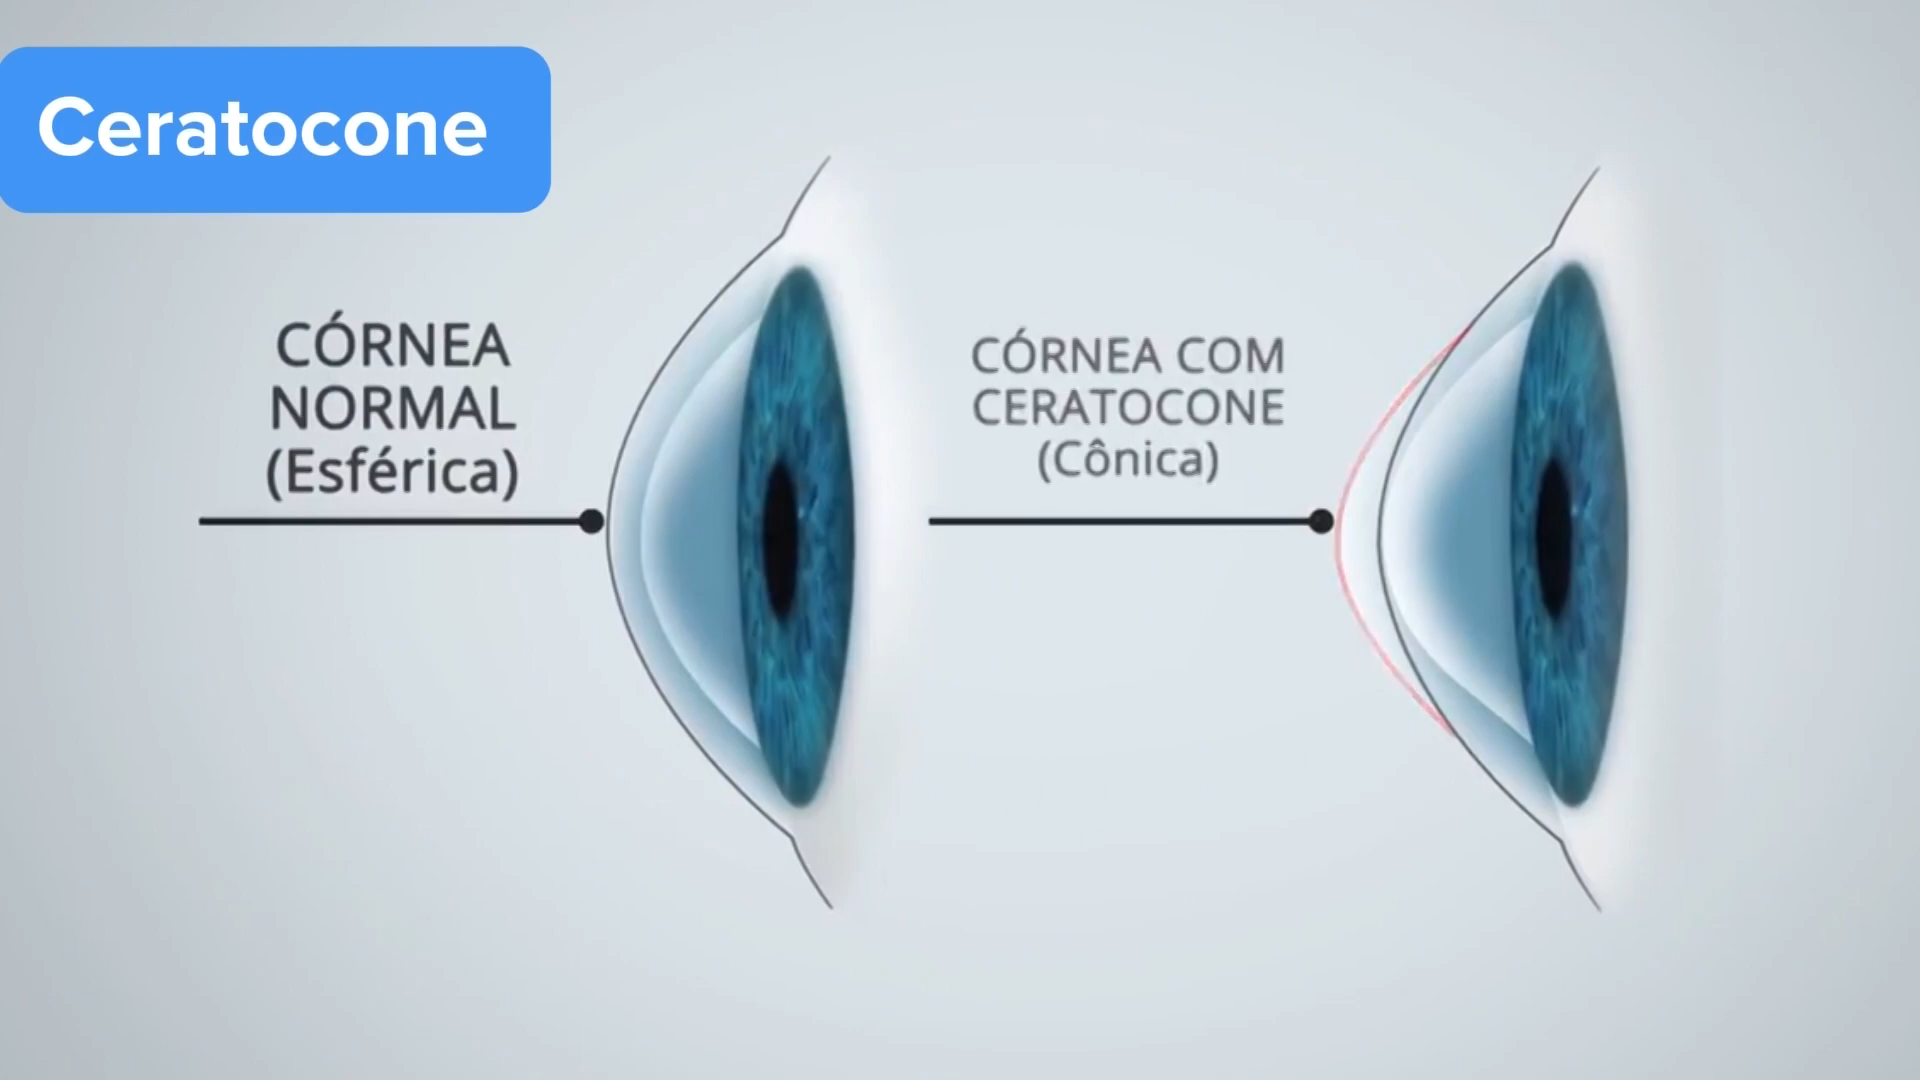 Ceratocone
CÓRNEA
NORMAL
(Esférica)
CÓRNEA COM
CERATOCONE
(Cônica)